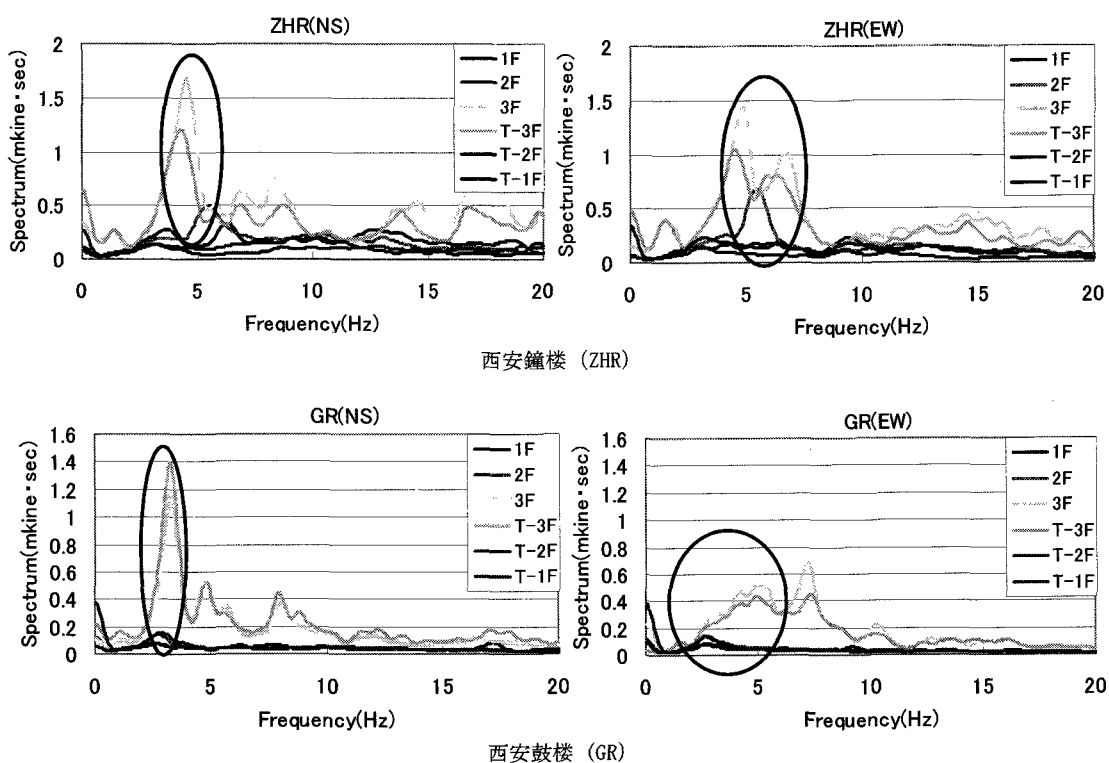 ZHR(NS)
Spectrum(mkine・sec)
2
1.5
1
0.5
0
1F
2F
3F
T-3F
T-2F
T-1F
0 5 10 15 20
Frequency(Hz)
ZHR(EW)
Spectrum(mkine・sec)
2
1.5
1
0.5
0
1F
2F
3F
T-3F
T-2F
T-1F
0 5 10 15 20
Frequency(Hz)
西安鐘楼 (ZHR)
GR(NS)
Spectrum(mkine・sec)
1.6
1.4
1.2
1
0.8
0.6
0.4
0.2
0
1F
2F
3F
T-3F
T-2F
T-1F
0 5 10 15 20
Frequency(Hz)
GR(EW)
Spectrum(mkine・sec)
1.6
1.4
1.2
1
0.8
0.6
0.4
0.2
0
1F
2F
3F
T-3F
T-2F
T-1F
0 5 10 15 20
Frequency(Hz)
西安鼓楼 (GR)